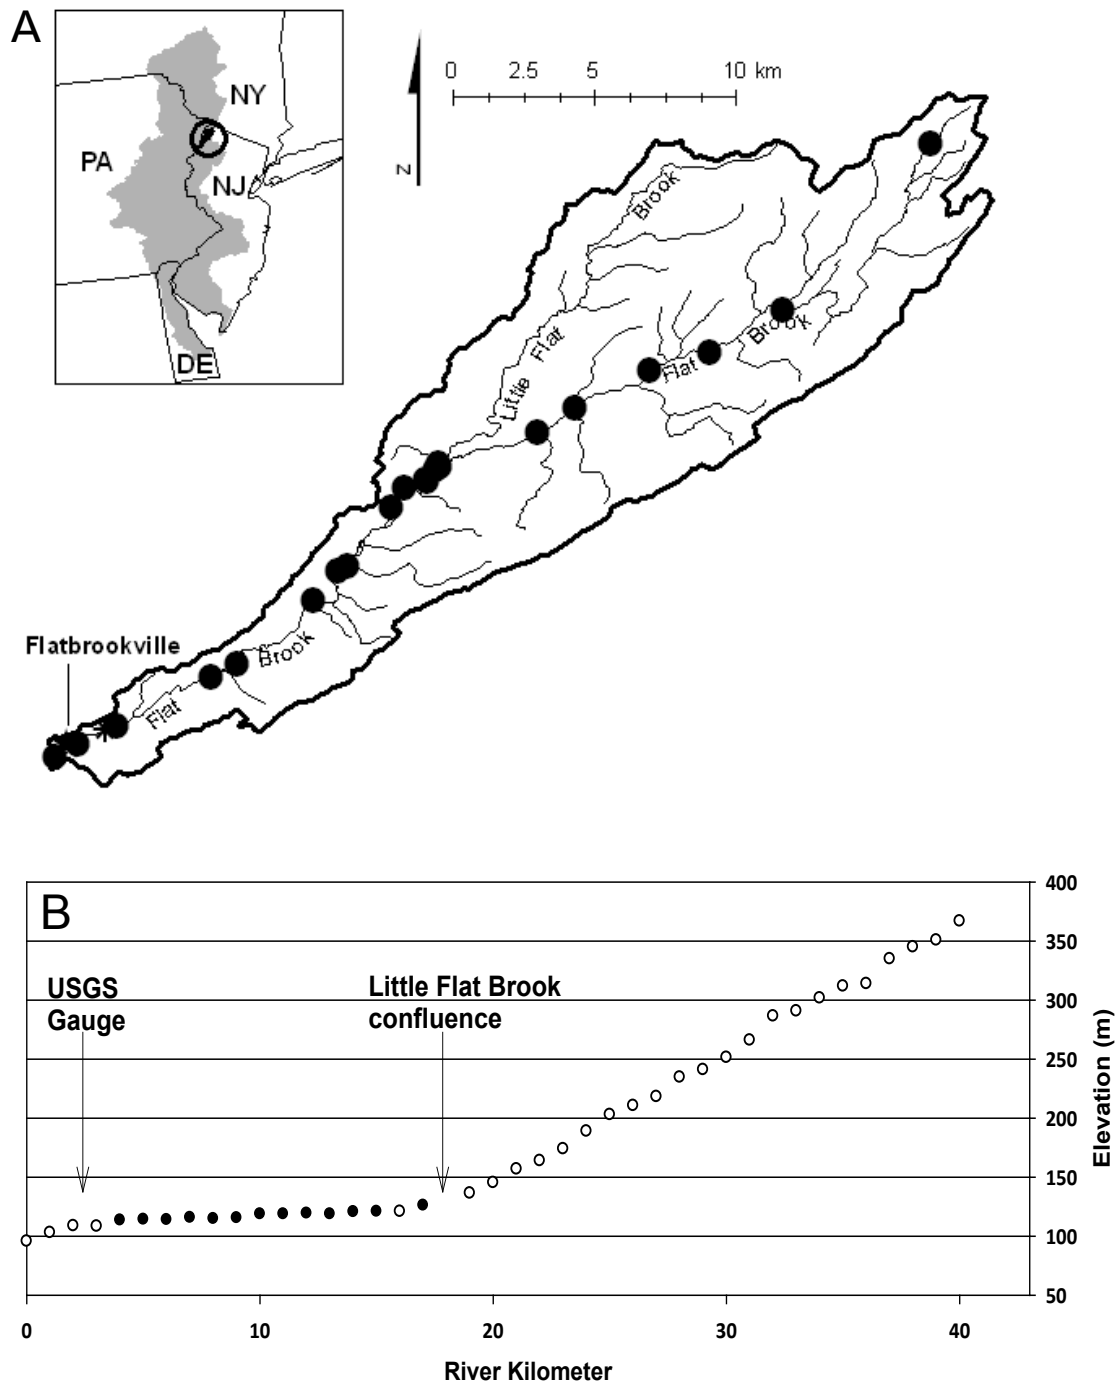 A
NY
PA
NJ
DE
N
0 2.5 5 10 km
Brook
Little Flat
Flat Brook
Flatbrookville
Flat Brook
B
400
350
300
250
200
150
100
50
USGS
Gauge
Little Flat Brook
confluence
Elevation (m)
0 10 20 30 40
River Kilometer